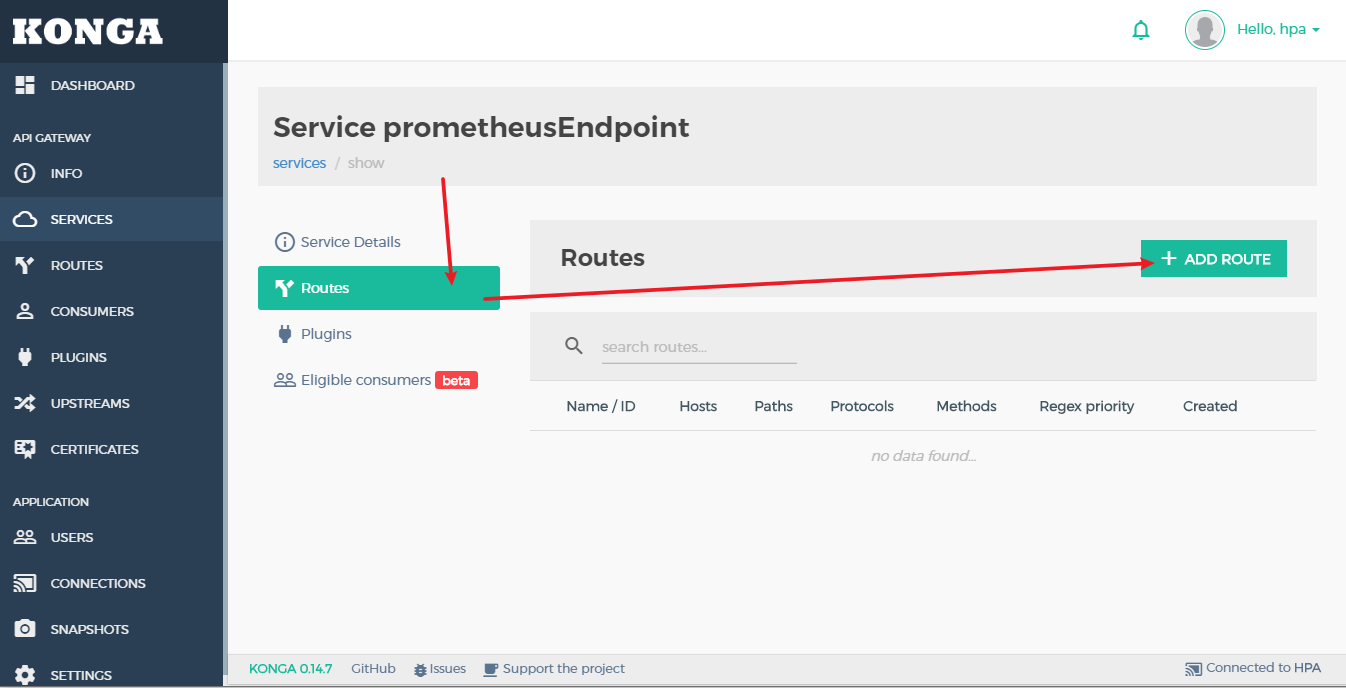 KONGA
Hello, hpa
DASHBOARD
API GATEWAY
INFO
SERVICES
ROUTES
CONSUMERS
PLUGINS
UPSTREAMS
CERTIFICATES
APPLICATION
USERS
CONNECTIONS
SNAPSHOTS
SETTINGS
Service prometheusEndpoint
services / show
Service Details
Routes
Plugins
Eligible consumers beta
Routes
+ ADD ROUTE
search routes...
Name / ID Hosts Paths Protocols Methods Regex priority Created
no data found...
KONGA 0.14.7 GitHub Issues Support the project Connected to HPA